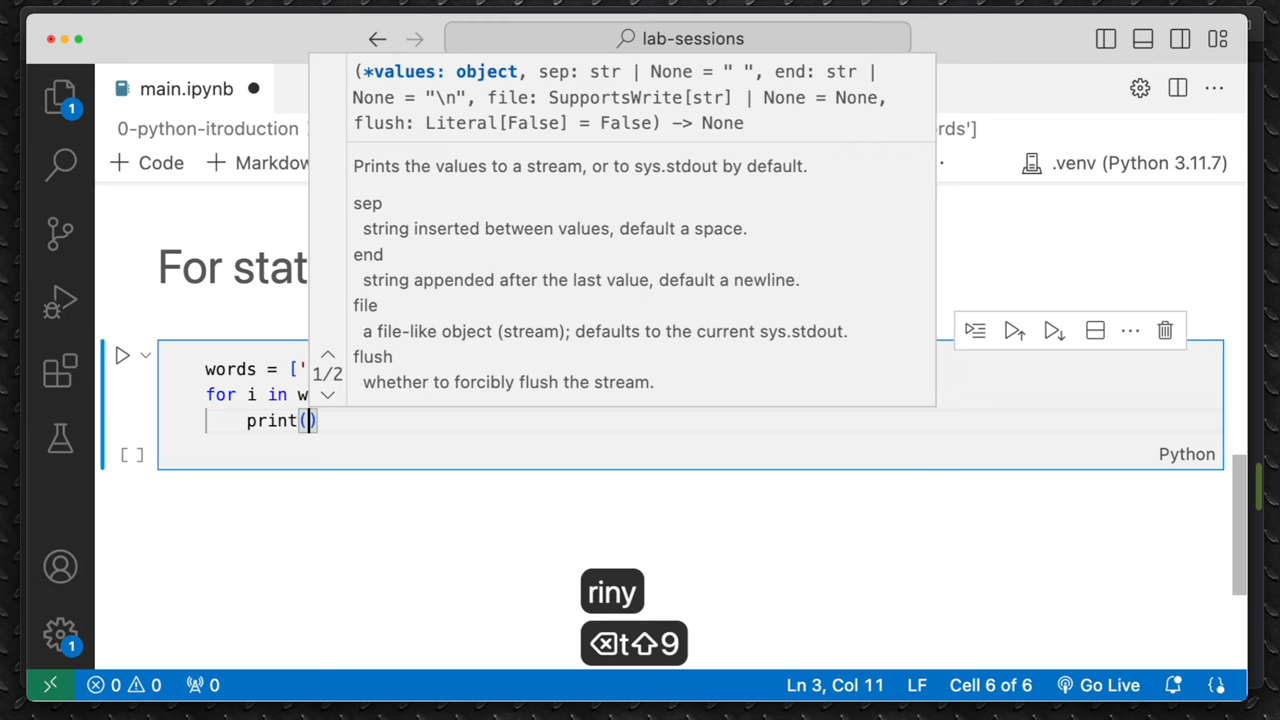 lab-sessions
main.ipynb
0-python-itroduction
rds']
Code
Markdow
.venv (Python 3.11.7)
(*values: object, sep: str | None = " ", end: str |
None = "\n", file: SupportsWrite[str] | None = None,
flush: Literal[False] = False) -> None
Prints the values to a stream, or to sys.stdout by default.
sep
string inserted between values, default a space.
end
string appended after the last value, default a newline.
file
a file-like object (stream); defaults to the current sys.stdout.
flush
whether to forcibly flush the stream.
1/2
For stat
words = ['
for i in w
print()
[ ]
Python
riny
⌫t⇧9
1
1
0 0
0
Ln 3, Col 11
LF
Cell 6 of 6
Go Live